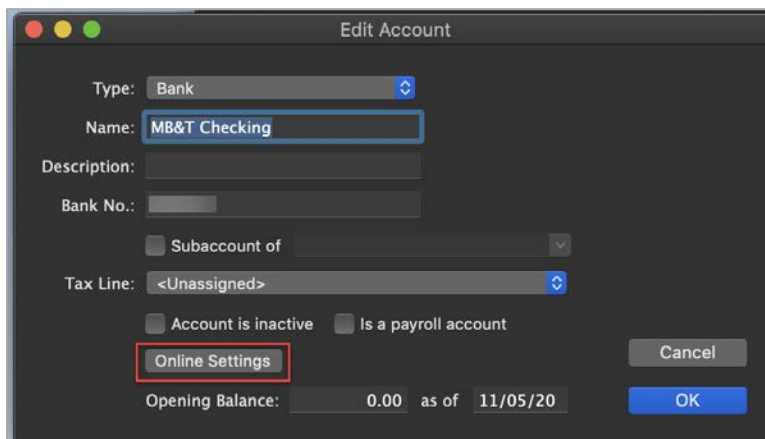 Edit Account
Type: Bank
Name: MB&T Checking
Description:
Bank No.:
Subaccount of
Tax Line: <Unassigned>
Account is inactive Is a payroll account
Online Settings
Cancel
Opening Balance: 0.00 as of 11/05/20
OK